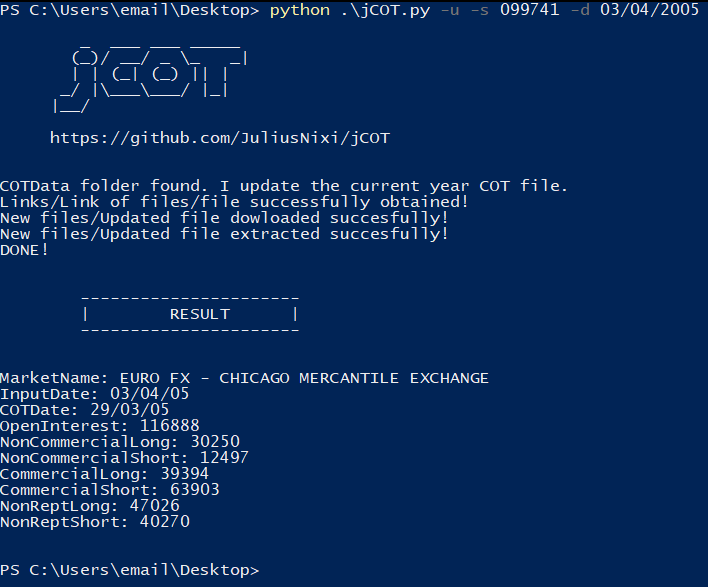 PS C:\Users\email\Desktop> python .\jCOT.py -u -s 099741 -d 03/04/2005
jCOT
https://github.com/JuliusNixi/jCOT
COTData folder found. I update the current year COT file.
Links/Link of files/file successfully obtained!
New files/Updated file dowloaded succesfully!
New files/Updated file extracted succesfully!
DONE!
----------------------
| RESULT |
----------------------
MarketName: EURO FX - CHICAGO MERCANTILE EXCHANGE
InputDate: 03/04/05
COTDate: 29/03/05
OpenInterest: 116888
NonCommercialLong: 30250
NonCommercialShort: 12497
CommercialLong: 39394
CommercialShort: 63903
NonReptLong: 47026
NonReptShort: 40270
PS C:\Users\email\Desktop>